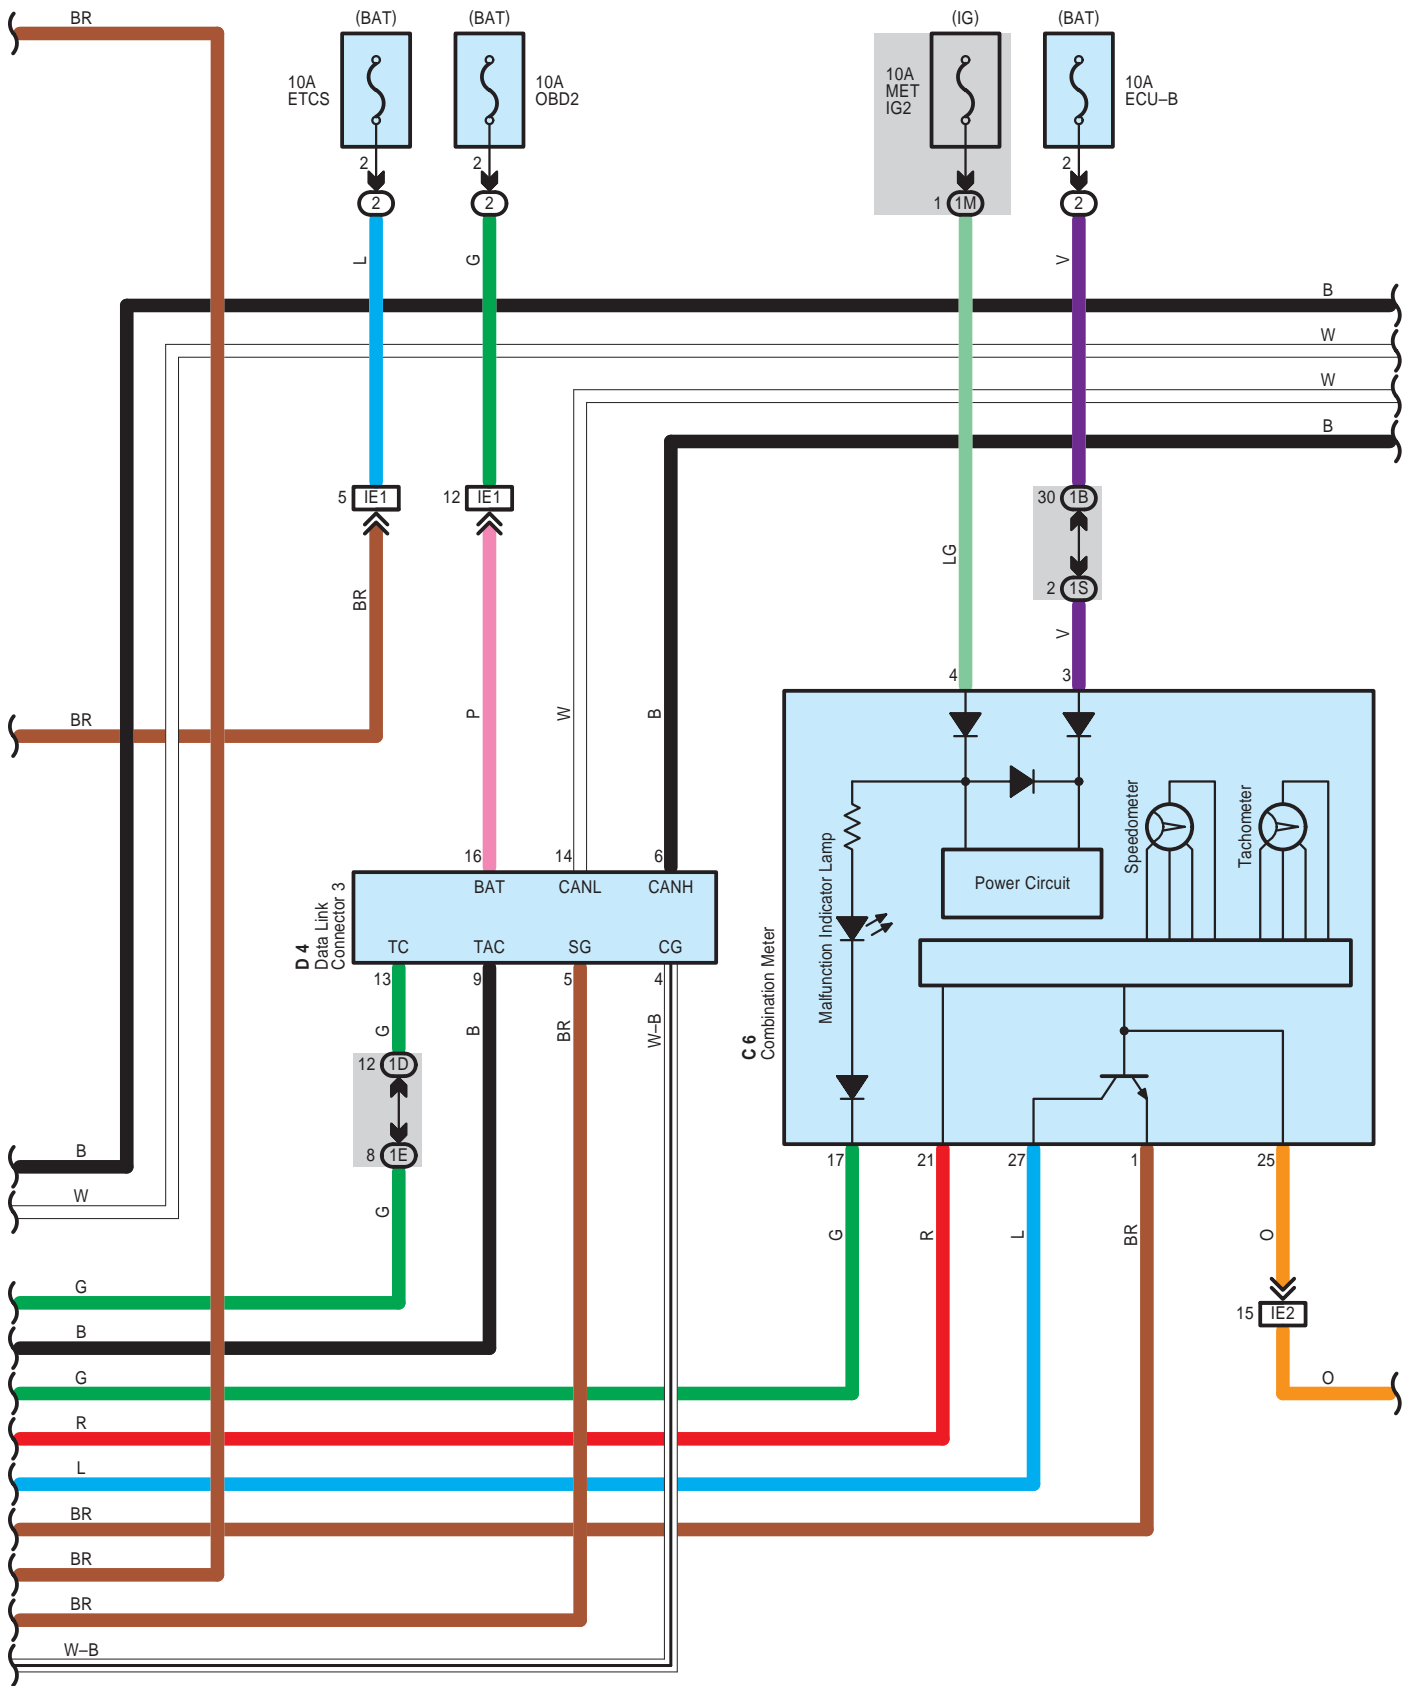 BR
(BAT)
(BAT)
(IG)
(BAT)
10A
ETCS
10A
OBD2
10A
MET
IG2
10A
ECU–B
2
2
2
2
2
1 1M
2
L
G
V
B
W
W
B
5 IE1
12 IE1
30 1B
LG
2 1S
BR
V
4
3
BR
P
W
B
16
14
6
BAT
CANL
CANH
D 4
Data Link
Connector 3
TC
TAC
SG
CG
13
9
5
4
G
B
BR
W–B
12 1D
8 1E
G
C 6
Combination Meter
Malfunction Indicator Lamp
Power Circuit
Speedometer
Tachometer
17
21
27
1
25
G
R
L
BR
O
15 IE2
O
B
W
G
B
G
R
L
BR
BR
BR
W–B